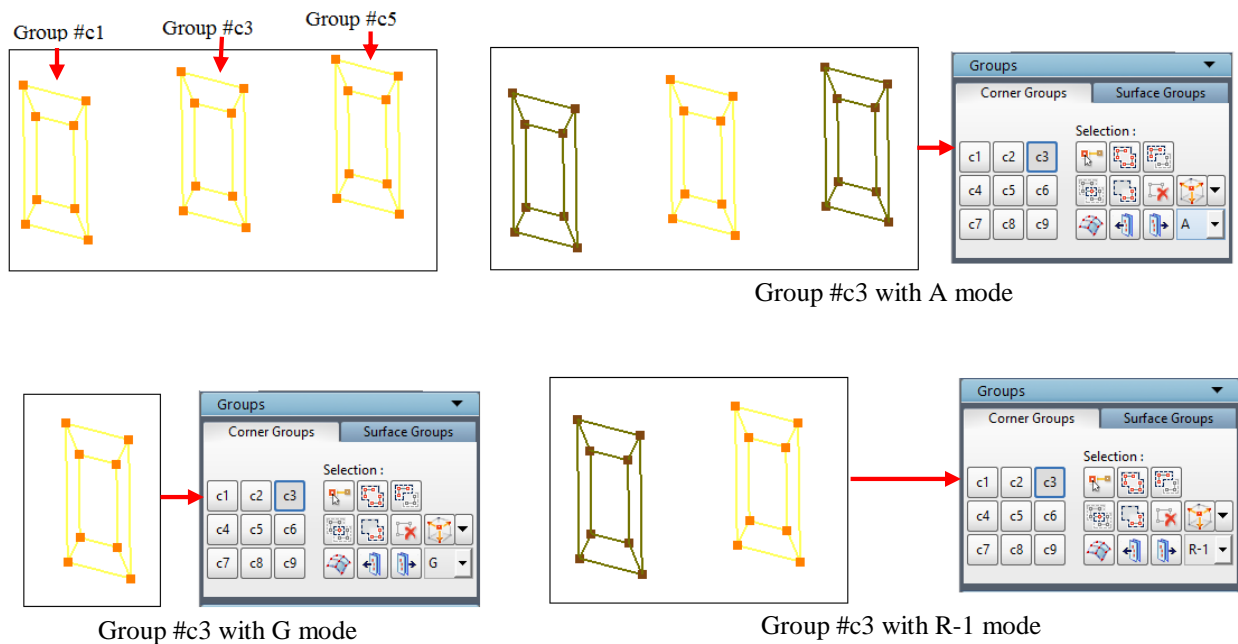 Group #c1
Group #c3
Group #c5
Groups
Corner Groups Surface Groups
Selection :
c1 c2 c3
c4 c5 c6
c7 c8 c9 A
Group #c3 with A mode
Groups
Corner Groups Surface Groups
Selection :
c1 c2 c3
c4 c5 c6
c7 c8 c9 G
Group #c3 with G mode
Groups
Corner Groups Surface Groups
Selection :
c1 c2 c3
c4 c5 c6
c7 c8 c9 R-1
Group #c3 with R-1 mode